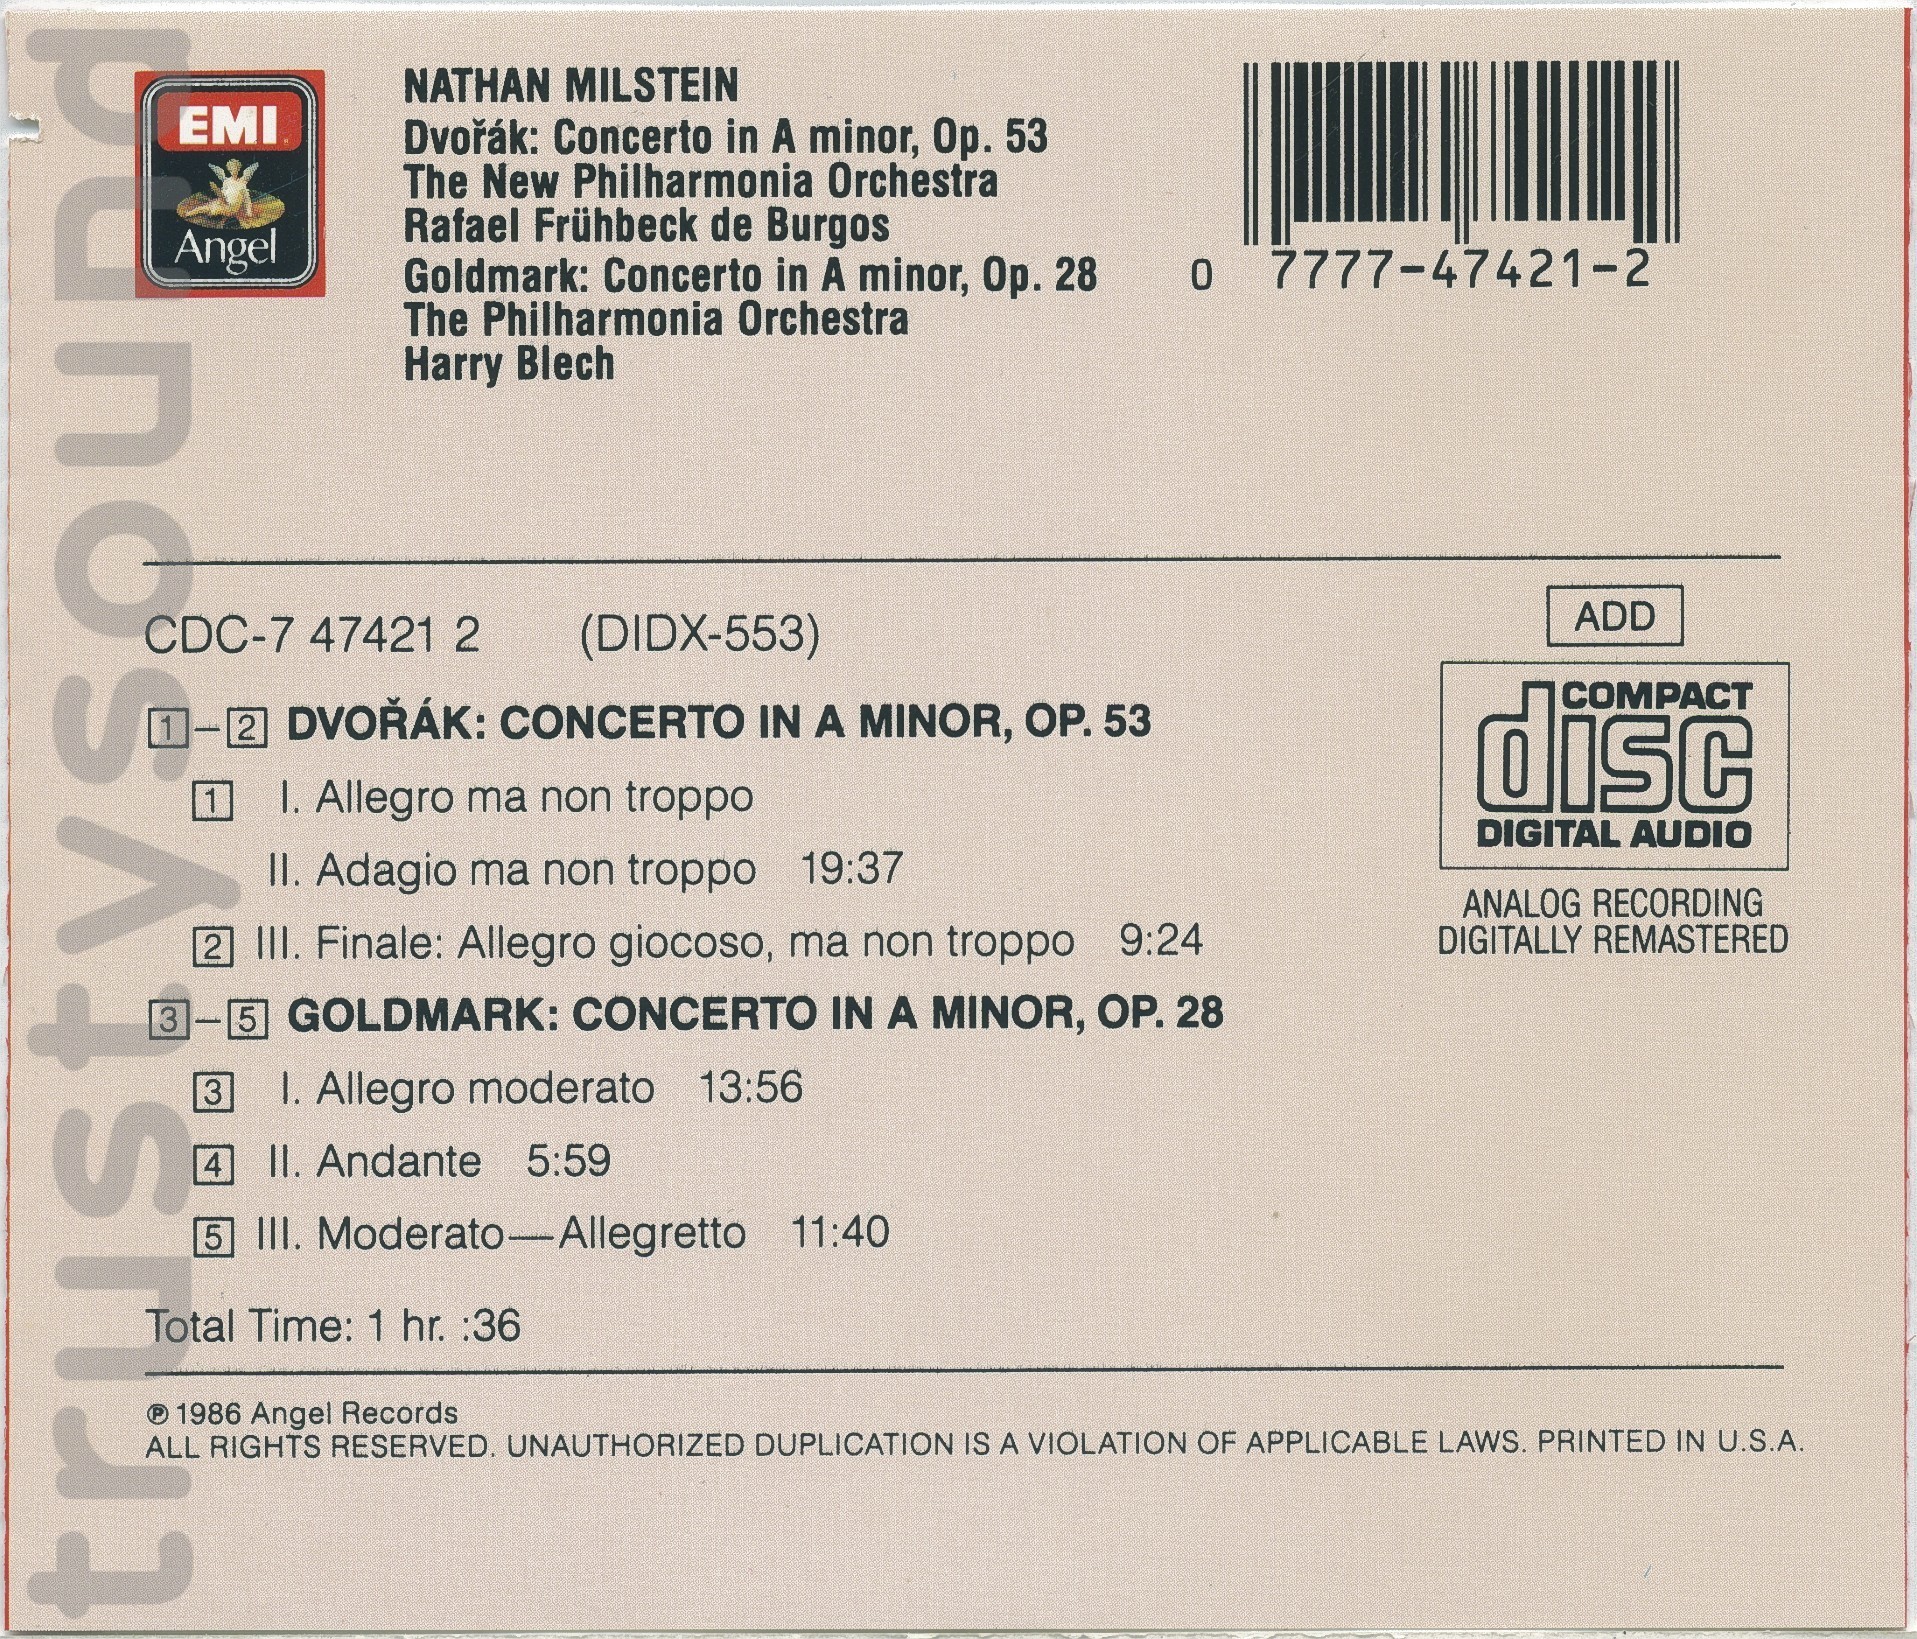 EMI
Angel
NATHAN MILSTEIN
Dvořák: Concerto in A minor, Op. 53
The New Philharmonia Orchestra
Rafael Frühbeck de Burgos
Goldmark: Concerto in A minor, Op. 28
The Philharmonia Orchestra
Harry Blech
0 7777-47421-2
CDC-7 47421 2 (DIDX-553)
ADD
COMPACT
disc
DIGITAL AUDIO
ANALOG RECORDING
DIGITALLY REMASTERED
1–2 DVOŘÁK: CONCERTO IN A MINOR, OP. 53
1 I. Allegro ma non troppo
II. Adagio ma non troppo 19:37
2 III. Finale: Allegro giocoso, ma non troppo 9:24
3–5 GOLDMARK: CONCERTO IN A MINOR, OP. 28
3 I. Allegro moderato 13:56
4 II. Andante 5:59
5 III. Moderato—Allegretto 11:40
Total Time: 1 hr. :36
℗ 1986 Angel Records
ALL RIGHTS RESERVED. UNAUTHORIZED DUPLICATION IS A VIOLATION OF APPLICABLE LAWS. PRINTED IN U.S.A.
trustysound